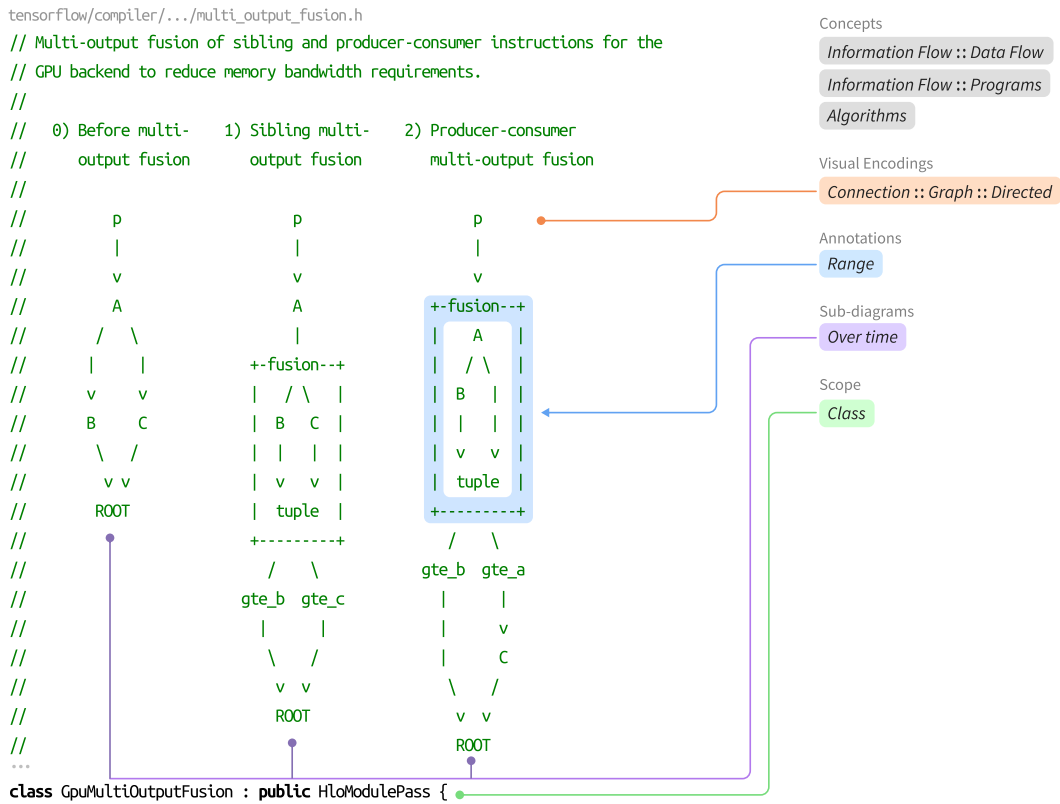 tensorflow/compiler/.../multi_output_fusion.h
// Multi-output fusion of sibling and producer-consumer instructions for the
// GPU backend to reduce memory bandwidth requirements.
//
//   0) Before multi-    1) Sibling multi-    2) Producer-consumer
//      output fusion       output fusion        multi-output fusion
//
//          p                    p                    p
//          |                    |                    |
//          v                    v                    v
//          A                    A               +-fusion--+
//        /   \                  |               |    A    |
//       |     |            +-fusion--+          |   / \   |
//       v     v            |   / \   |          |  B   |  |
//       B     C            |  B   C  |          |  |   |  |
//        \   /             |  |   |  |          |  v   v  |
//         v v              |  v   v  |          |  tuple  |
//        ROOT              |  tuple  |          +---------+
//                          +---------+            /    \
//                            /    \            gte_b  gte_a
//                         gte_b  gte_c           |      |
//                           |      |             |      v
//                            \    /              |      C
//                             v  v                \    /
//                             ROOT                 v  v
//                                                  ROOT
...
class GpuMultiOutputFusion : public HloModulePass {
Concepts
Information Flow :: Data Flow
Information Flow :: Programs
Algorithms
Visual Encodings
Connection :: Graph :: Directed
Annotations
Range
Sub-diagrams
Over time
Scope
Class